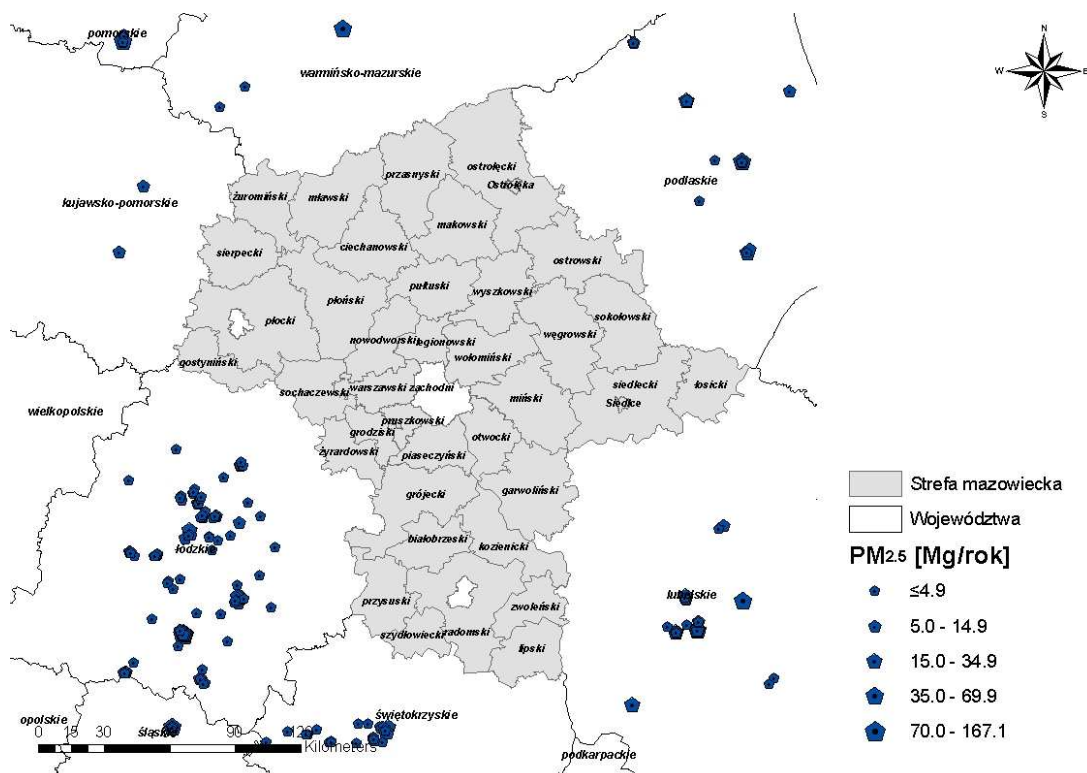 pomorskie
warmińsko-mazurskie
N
W
E
S
ostrołęcki
przasnyski
Ostrołęka
podlaskie
żuromiński
mławski
kujawsko-pomorskie
makowski
ciechanowski
sierpecki
ostrowski
pułtuski
wyszkowski
płoński
sokołowski
płocki
węgrowski
nowodworski
legionowski
wołomiński
gostyniński
sochaczewski
warszawski zachodni
siedlecki
łosicki
Siedlce
miński
wielkopolskie
pruszkowski
grodziski
otwocki
żyrardowski
piaseczyński
garwoliński
grójecki
Strefa mazowiecka
Województwa
białobrzeski
kozienicki
łódzkie
PM2.5 [Mg/rok]
≤4.9
5.0 - 14.9
15.0 - 34.9
35.0 - 69.9
70.0 - 167.1
lubelskie
przysuski
zwoleński
szydłowiecki
radomski
lipski
świętokrzyskie
opolskie
śląskie
podkarpackie
0 15 30 60 90 120
Kilometers